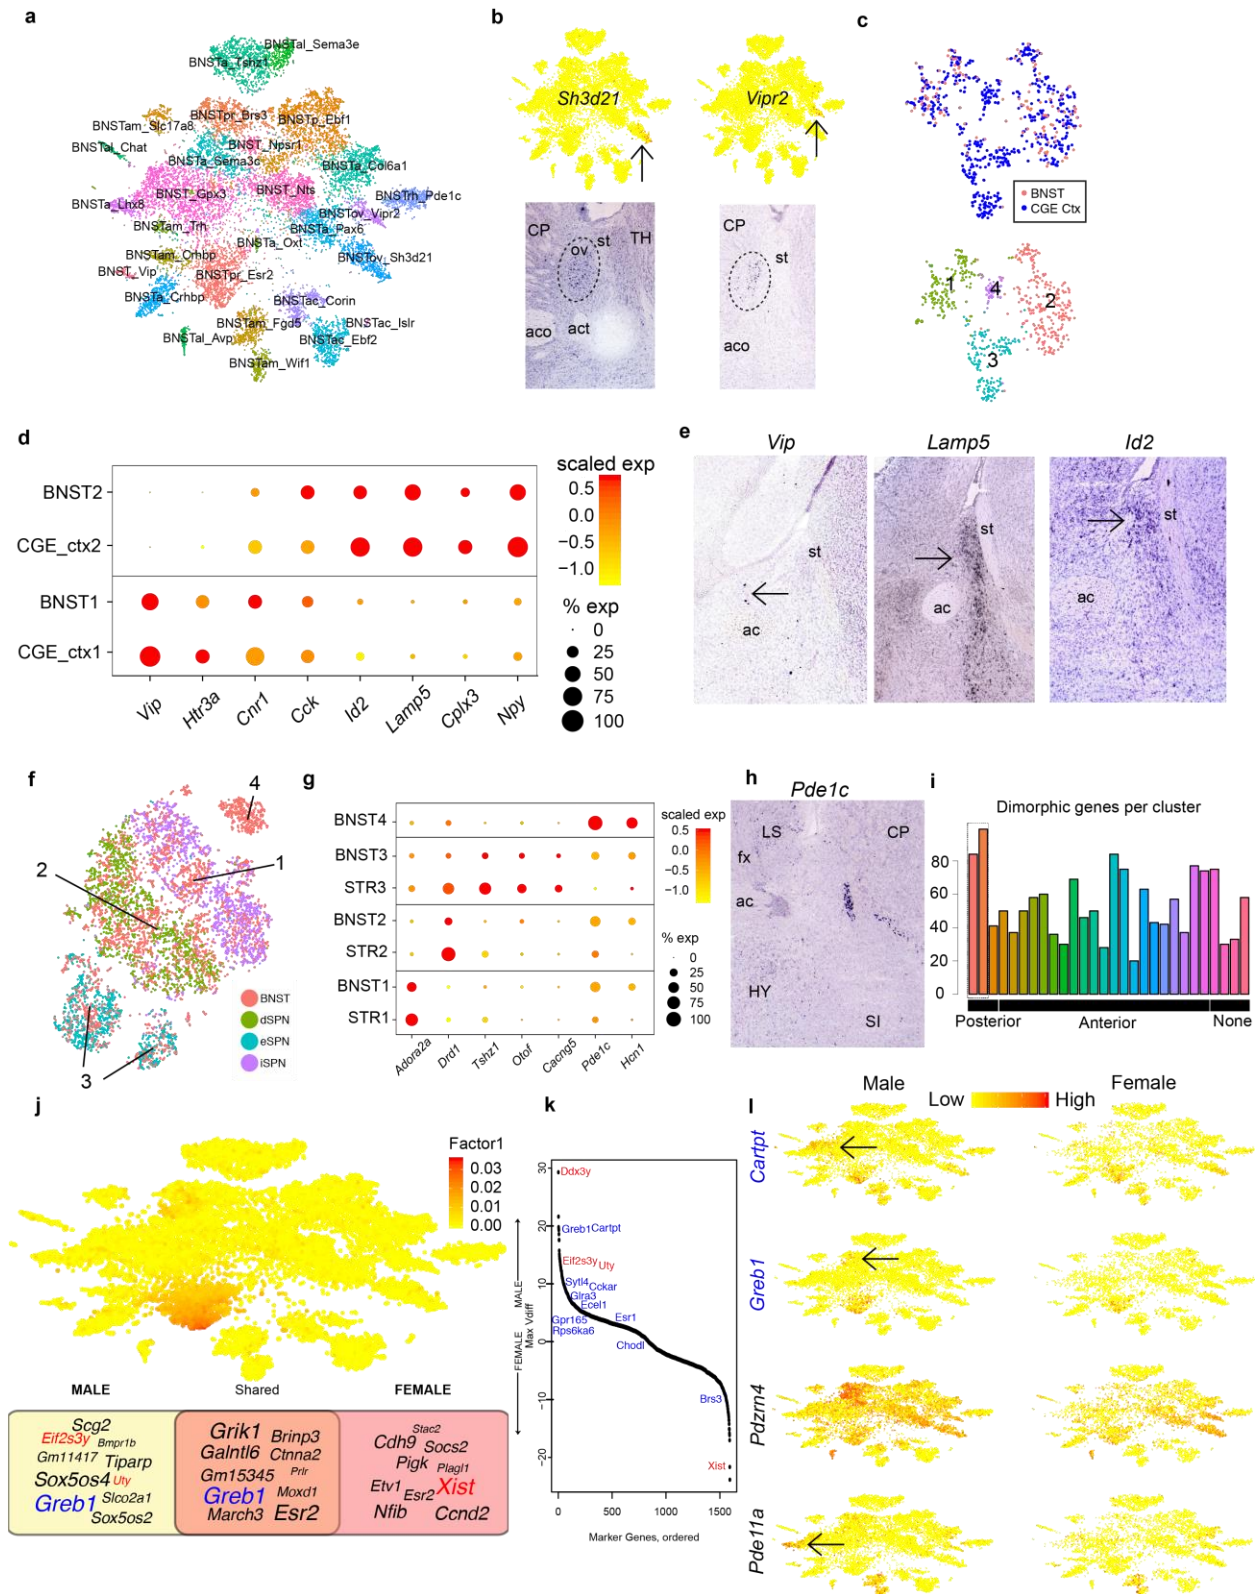 a
BNSTal_Sema3e
BNSTa_Tshz1
BNSTpr_Brs3
BNSTp_Ebf1
BNSTam_Slc17a8
BNSTal_Chat
BNST_Npsr1
BNSTa_Sema3c
BNSTa_Col6a1
BNST_Gpx3
BNST_Nts
BNSTrh_Pde1c
BNSTa_Lhx8
BNSTov_Vipr2
BNSTam_Trh
BNSTa_Pax6
BNSTa_Oxt
BNSTam_Crhbp
BNSTov_Sh3d21
BNST_Vip
BNSTpr_Esr2
BNSTa_Crhbp
BNSTac_Corin
BNSTam_Fgd5
BNSTac_Islr
BNSTal_Avp
BNSTac_Ebf2
BNSTam_Wif1
b
Sh3d21
Vipr2
CP
st
ov
TH
aco
act
CP
st
aco
c
BNST
CGE Ctx
1
4
2
3
d
BNST2
CGE_ctx2
BNST1
CGE_ctx1
Vip
Htr3a
Cnr1
Cck
Id2
Lamp5
Cplx3
Npy
scaled exp
0.5
0.0
−0.5
−1.0
% exp
0
25
50
75
100
e
Vip
Lamp5
Id2
st
ac
st
ac
st
ac
f
4
2
1
3
BNST
dSPN
eSPN
iSPN
g
BNST4
BNST3
STR3
BNST2
STR2
BNST1
STR1
Adora2a
Drd1
Tshz1
Otof
Cacng5
Pde1c
Hcn1
scaled exp
0.5
0.0
−0.5
−1.0
% exp
0
25
50
75
100
h
Pde1c
LS
CP
fx
ac
HY
SI
i
Dimorphic genes per cluster
80
60
40
20
0
Posterior
Anterior
None
j
Factor1
0.03
0.02
0.01
0.00
MALE
Shared
FEMALE
Scg2
Eif2s3y
Bmpr1b
Gm11417
Tiparp
Sox5os4
Uty
Greb1
Slco2a1
Sox5os2
Grik1
Brinp3
Galntl6
Ctnna2
Gm15345
Prlr
Greb1
Moxd1
March3
Esr2
Stac2
Cdh9
Socs2
Pigk
Plagl1
Etv1
Esr2
Xist
Nfib
Ccnd2
k
30
20
10
0
−10
−20
FEMALE
MALE
Max Vdiff
Ddx3y
Greb1
Cartpt
Eif2s3y
Uty
Sytl4
Cckar
Glra3
Ecel1
Gpr165
Esr1
Rps6ka6
Chodl
Brs3
Xist
0
500
1000
1500
Marker Genes, ordered
l
Male
Female
Low
High
Cartpt
Greb1
Pdzrn4
Pde11a